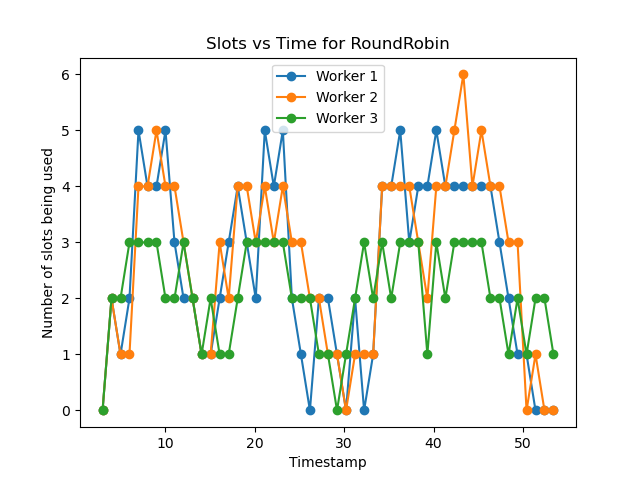 Slots vs Time for RoundRobin
Worker 1
Worker 2
Worker 3
Number of slots being used
6
5
4
3
2
1
0
10 20 30 40 50
Timestamp